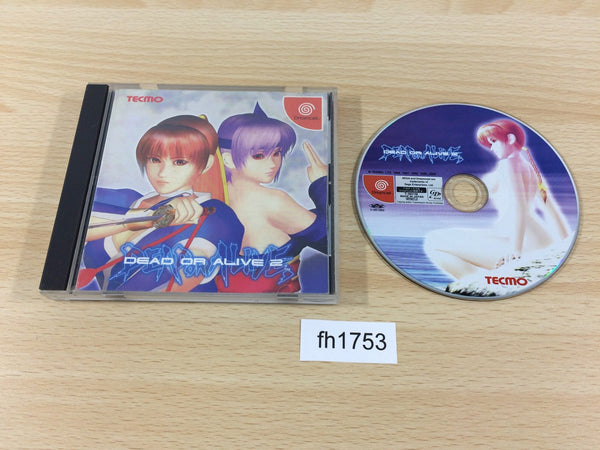 TECMO
Dreamcast
DEAD OR ALIVE 2
DEAD OR ALIVE 2
TECMO
fh1753